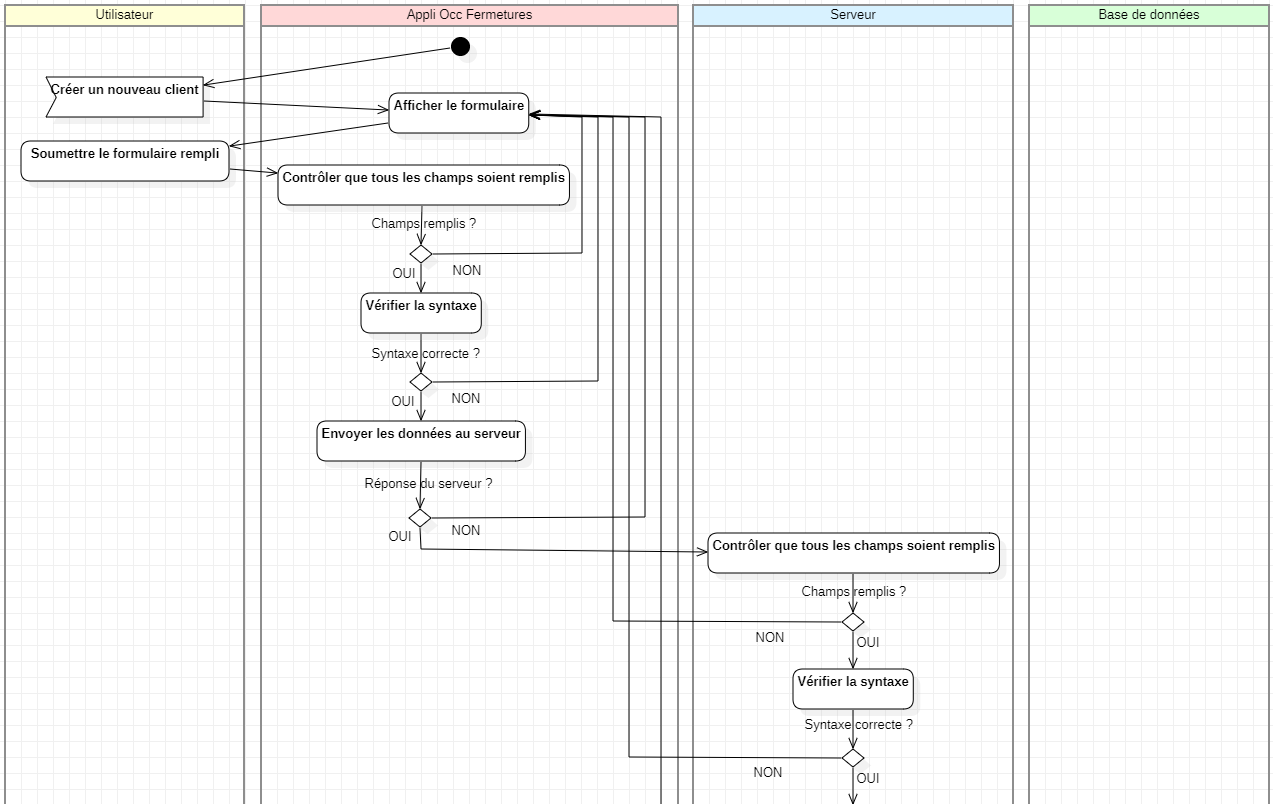 Utilisateur
Appli Occ Fermetures
Serveur
Base de données
Créer un nouveau client
Afficher le formulaire
Soumettre le formulaire rempli
Contrôler que tous les champs soient remplis
Champs remplis ?
OUI
NON
Vérifier la syntaxe
Syntaxe correcte ?
OUI
NON
Envoyer les données au serveur
Réponse du serveur ?
OUI
NON
Contrôler que tous les champs soient remplis
Champs remplis ?
NON
OUI
Vérifier la syntaxe
Syntaxe correcte ?
NON
OUI